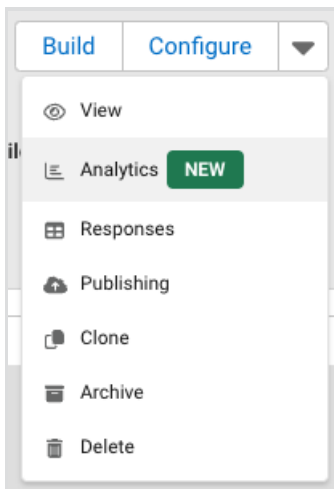 Build Configure
View
Analytics NEW
Responses
Publishing
Clone
Archive
Delete